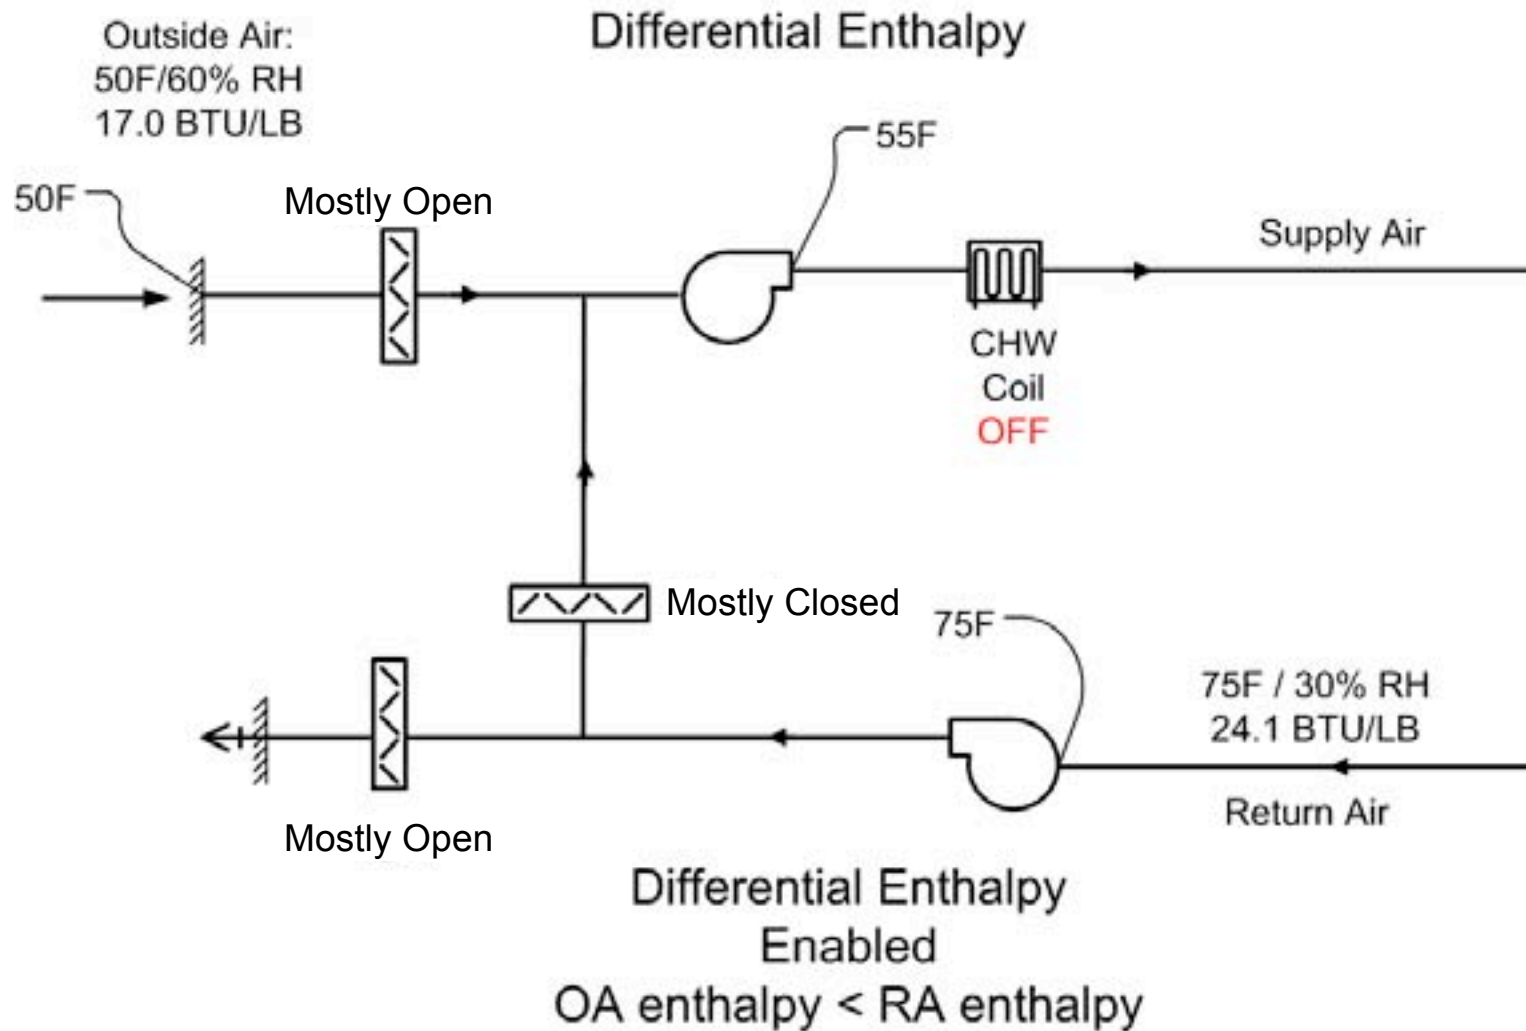 Differential Enthalpy
Outside Air:
50F/60% RH
17.0 BTU/LB
50F
Mostly Open
55F
Supply Air
CHW
Coil
OFF
Mostly Closed
75F
75F / 30% RH
24.1 BTU/LB
Return Air
Mostly Open
Differential Enthalpy
Enabled
OA enthalpy < RA enthalpy